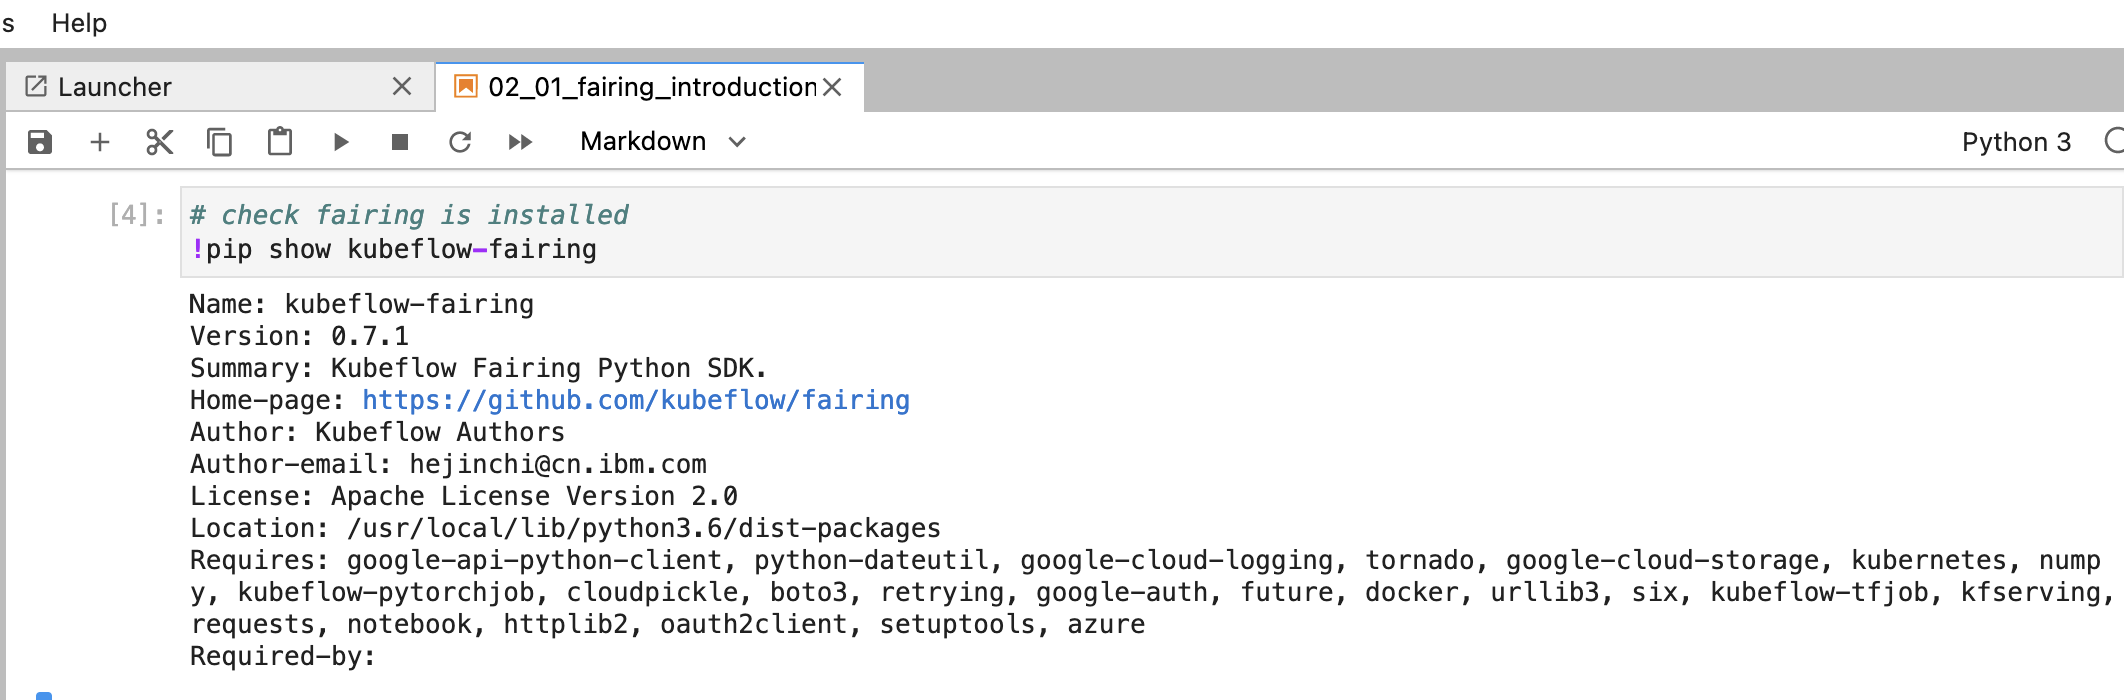 s Help
Launcher 02_01_fairing_introduction
Markdown Python 3
[4]: # check fairing is installed
!pip show kubeflow-fairing
Name: kubeflow-fairing
Version: 0.7.1
Summary: Kubeflow Fairing Python SDK.
Home-page: https://github.com/kubeflow/fairing
Author: Kubeflow Authors
Author-email: hejinchi@cn.ibm.com
License: Apache License Version 2.0
Location: /usr/local/lib/python3.6/dist-packages
Requires: google-api-python-client, python-dateutil, google-cloud-logging, tornado, google-cloud-storage, kubernetes, nump
y, kubeflow-pytorchjob, cloudpickle, boto3, retrying, google-auth, future, docker, urllib3, six, kubeflow-tfjob, kfserving,
requests, notebook, httplib2, oauth2client, setuptools, azure
Required-by: